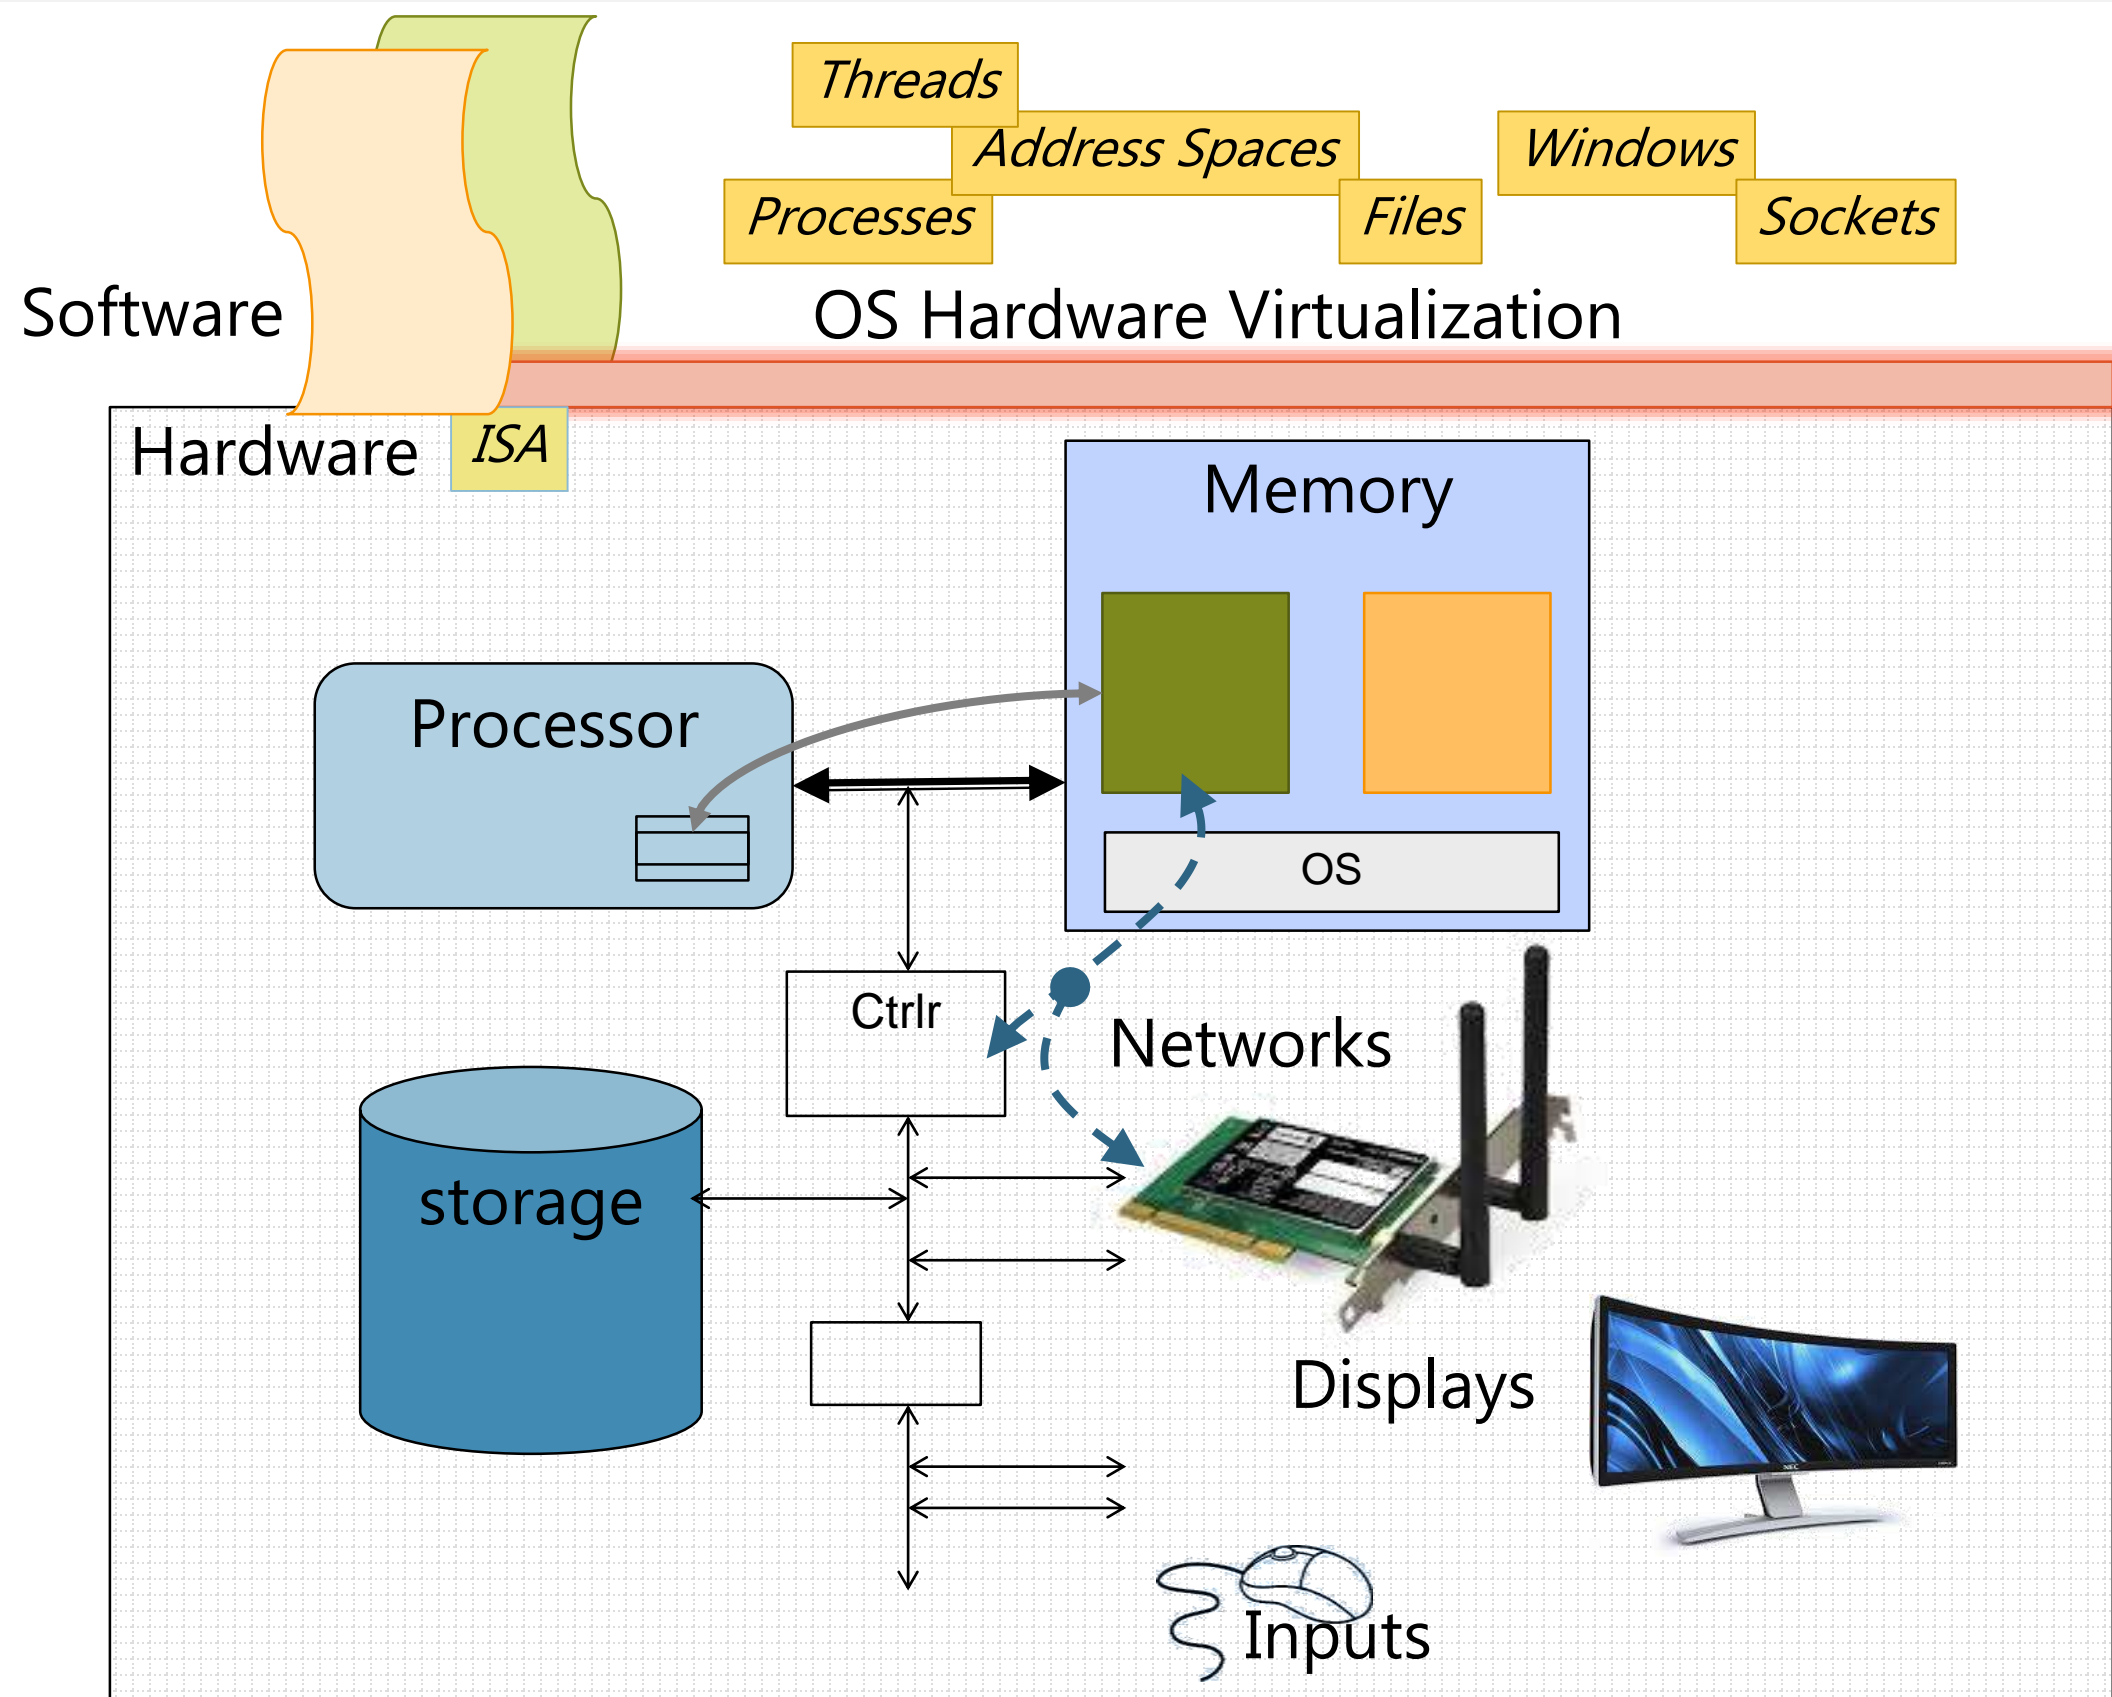 Threads
Address Spaces
Windows
Processes
Files
Sockets
Software
OS Hardware Virtualization
Hardware
ISA
Memory
Processor
OS
Ctrlr
Networks
storage
Displays
NEC
Inputs